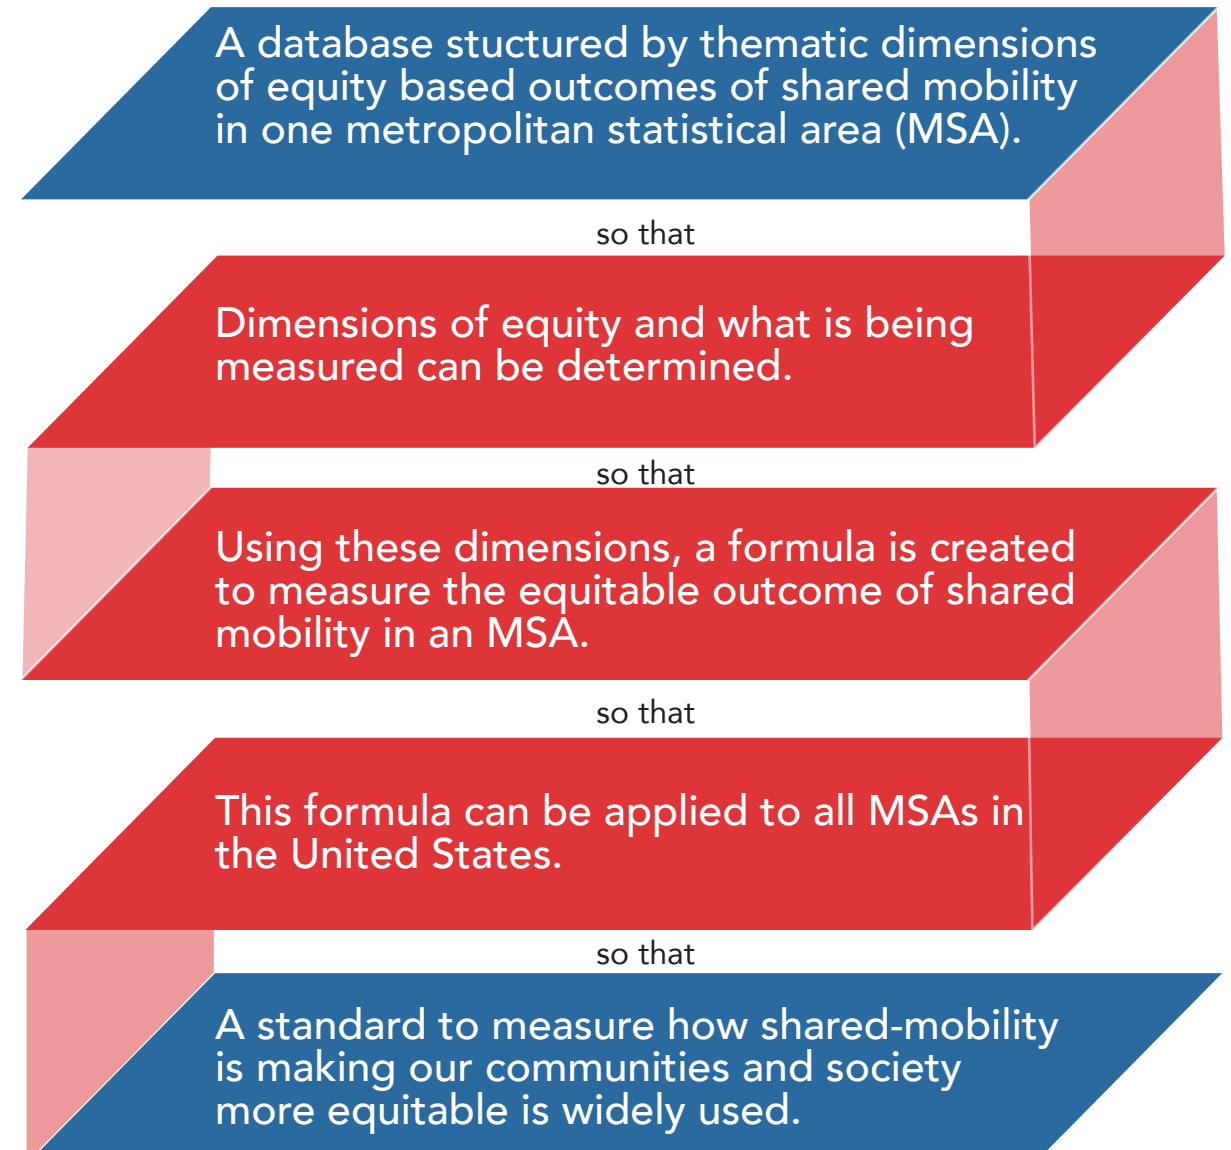 A database stuctured by thematic dimensions
of equity based outcomes of shared mobility
in one metropolitan statistical area (MSA).
so that
Dimensions of equity and what is being
measured can be determined.
so that
Using these dimensions, a formula is created
to measure the equitable outcome of shared
mobility in an MSA.
so that
This formula can be applied to all MSAs in
the United States.
so that
A standard to measure how shared-mobility
is making our communities and society
more equitable is widely used.